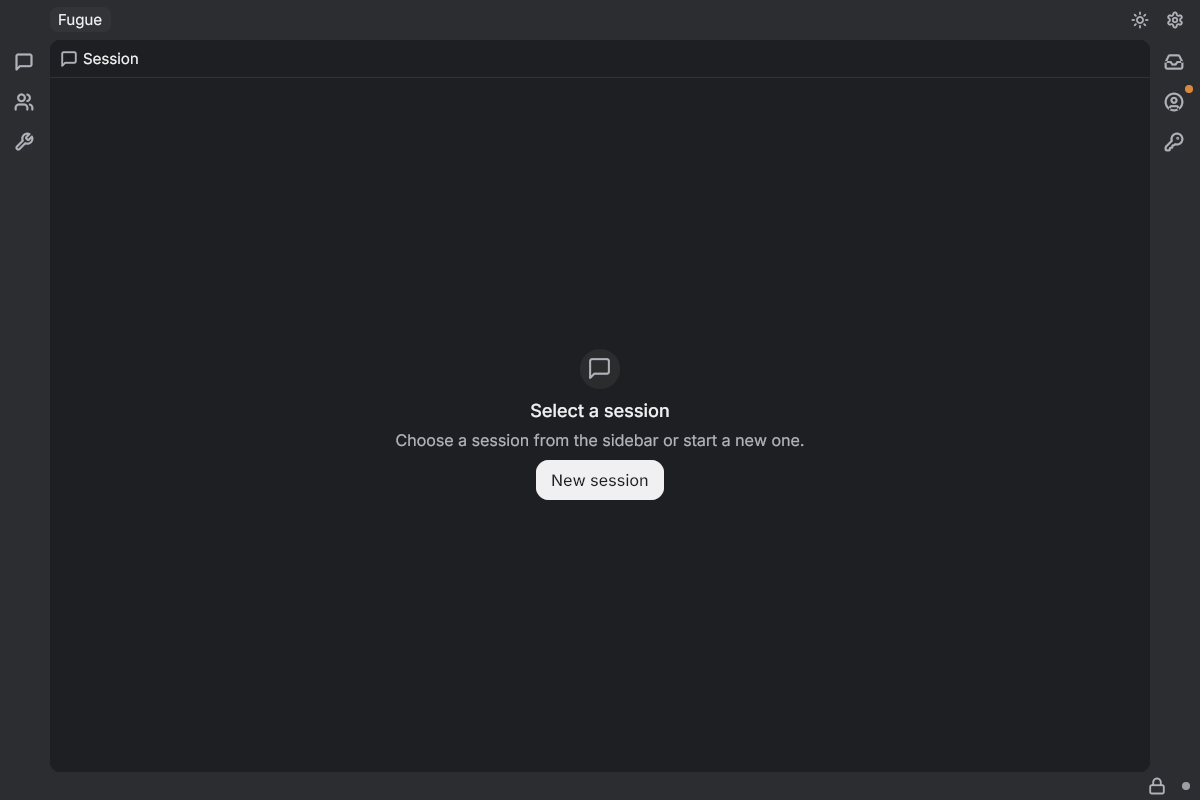 Fugue
Session
Select a session
Choose a session from the sidebar or start a new one.
New session